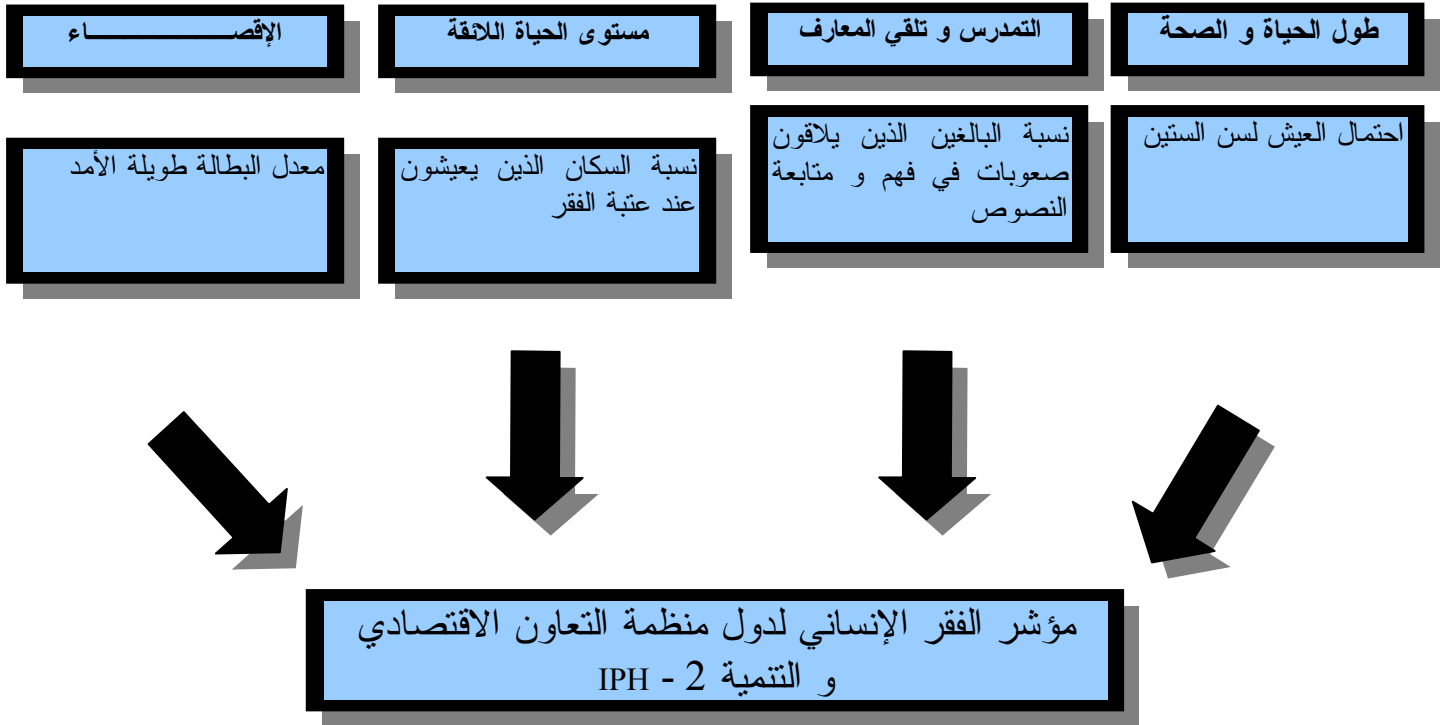 طول الحياة و الصحة
التمدرس و تلقي المعارف
مستوى الحياة اللائقة
الإقصـــــــــــــــاء
احتمال العيش لسن الستين
نسبة البالغين الذين يلاقون
صعوبات في فهم و متابعة
النصوص
نسبة السكان الذين يعيشون
عند عتبة الفقر
معدل البطالة طويلة الأمد
مؤشر الفقر الإنساني لدول منظمة التعاون الاقتصادي
و التنمية IPH - 2